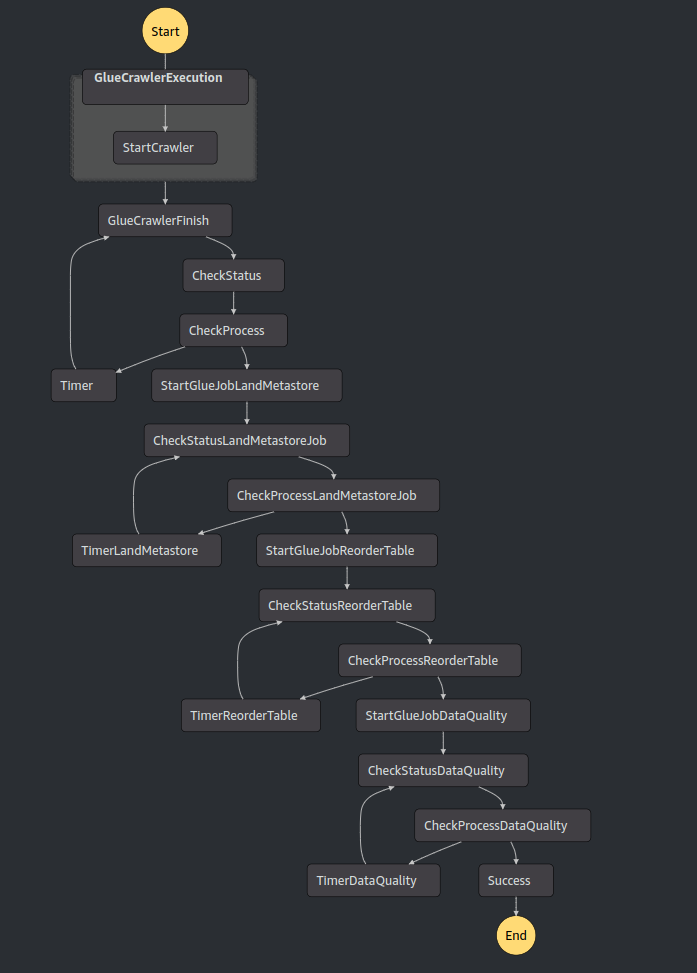 Start
GlueCrawlerExecution
StartCrawler
GlueCrawlerFinish
CheckStatus
CheckProcess
Timer
StartGlueJobLandMetastore
CheckStatusLandMetastoreJob
CheckProcessLandMetastoreJob
TimerLandMetastore
StartGlueJobReorderTable
CheckStatusReorderTable
CheckProcessReorderTable
TimerReorderTable
StartGlueJobDataQuality
CheckStatusDataQuality
CheckProcessDataQuality
TimerDataQuality
Success
End